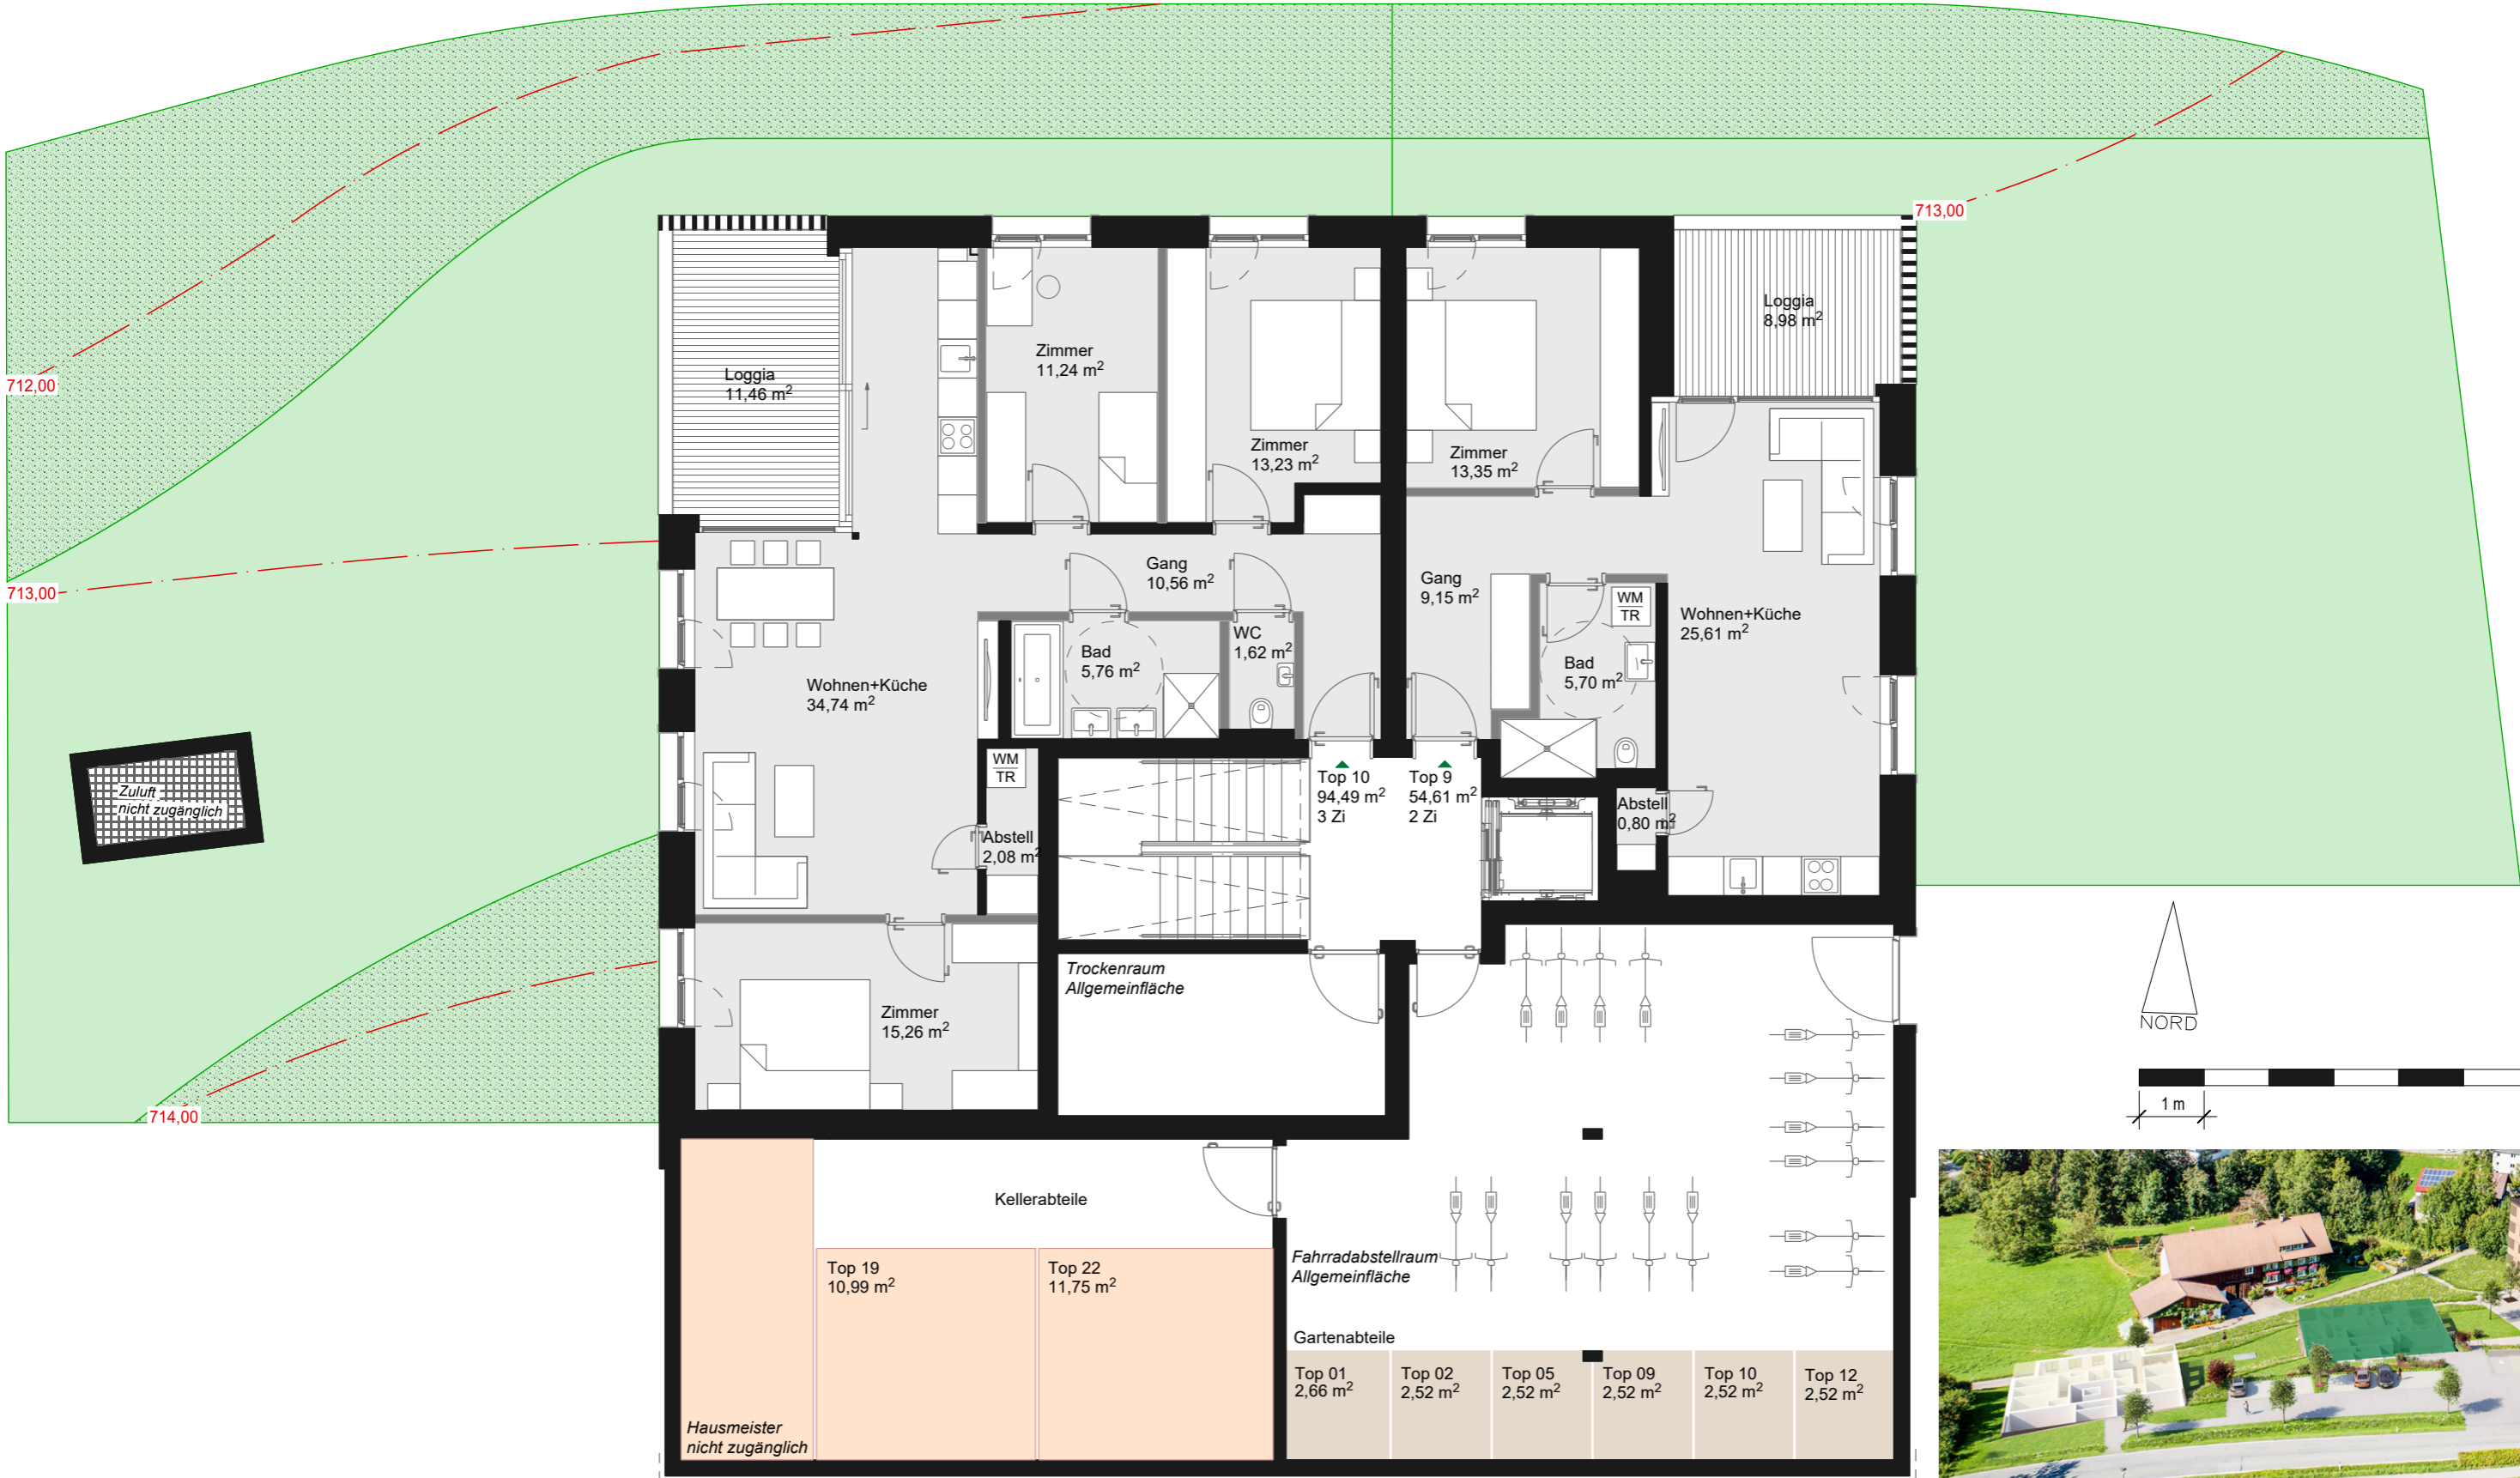 713,00
712,00
713,00
714,00
Loggia
11,46 m²
Zimmer
11,24 m²
Zimmer
13,23 m²
Zimmer
13,35 m²
Loggia
8,98 m²
Gang
10,56 m²
Gang
9,15 m²
WM
TR
Wohnen+Küche
25,61 m²
Bad
5,76 m²
WC
1,62 m²
Bad
5,70 m²
Wohnen+Küche
34,74 m²
WM
TR
Abstell
2,08 m²
Zuluft
nicht zugänglich
Top 10
94,49 m²
3 Zi
Top 9
54,61 m²
2 Zi
Abstell
0,80 m²
Trockenraum
Allgemeinfläche
Zimmer
15,26 m²
NORD
1 m
Kellerabteile
Top 19
10,99 m²
Top 22
11,75 m²
Hausmeister
nicht zugänglich
Fahrradabstellraum
Allgemeinfläche
Gartenabteile
Top 01
2,66 m²
Top 02
2,52 m²
Top 05
2,52 m²
Top 09
2,52 m²
Top 10
2,52 m²
Top 12
2,52 m²